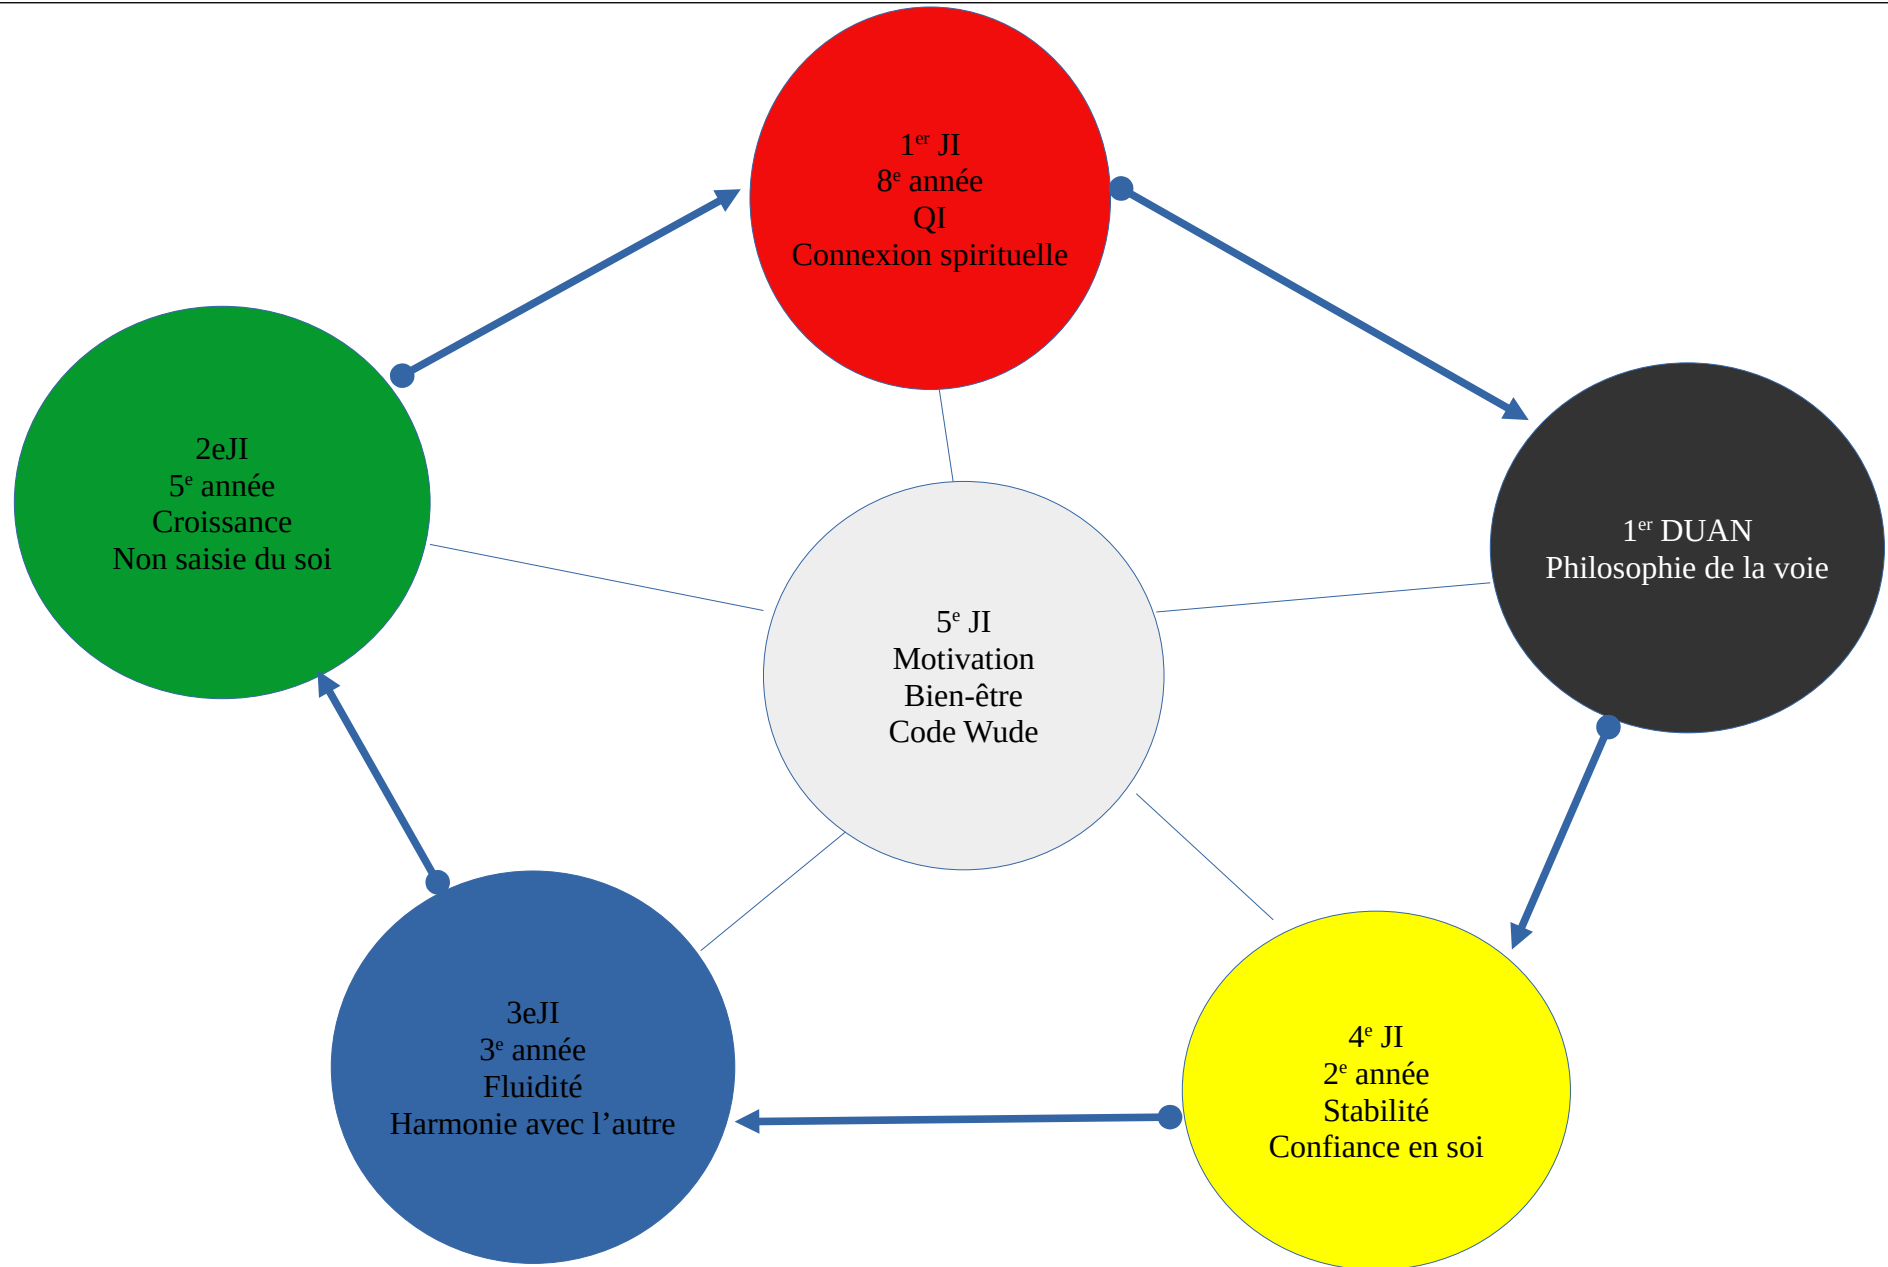 1er JI
8e année
QI
Connexion spirituelle
2eJI
5e année
Croissance
Non saisie du soi
1er DUAN
Philosophie de la voie
5e JI
Motivation
Bien-être
Code Wude
3eJI
3e année
Fluidité
Harmonie avec l’autre
4e JI
2e année
Stabilité
Confiance en soi